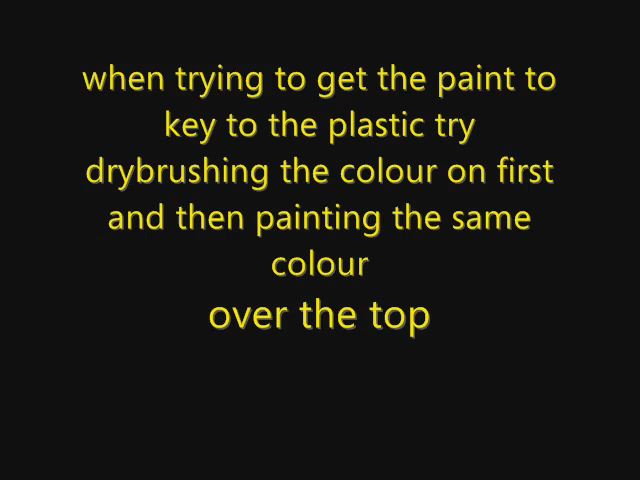 when trying to get the paint to
key to the plastic try
drybrushing the colour on first
and then painting the same
colour
over the top